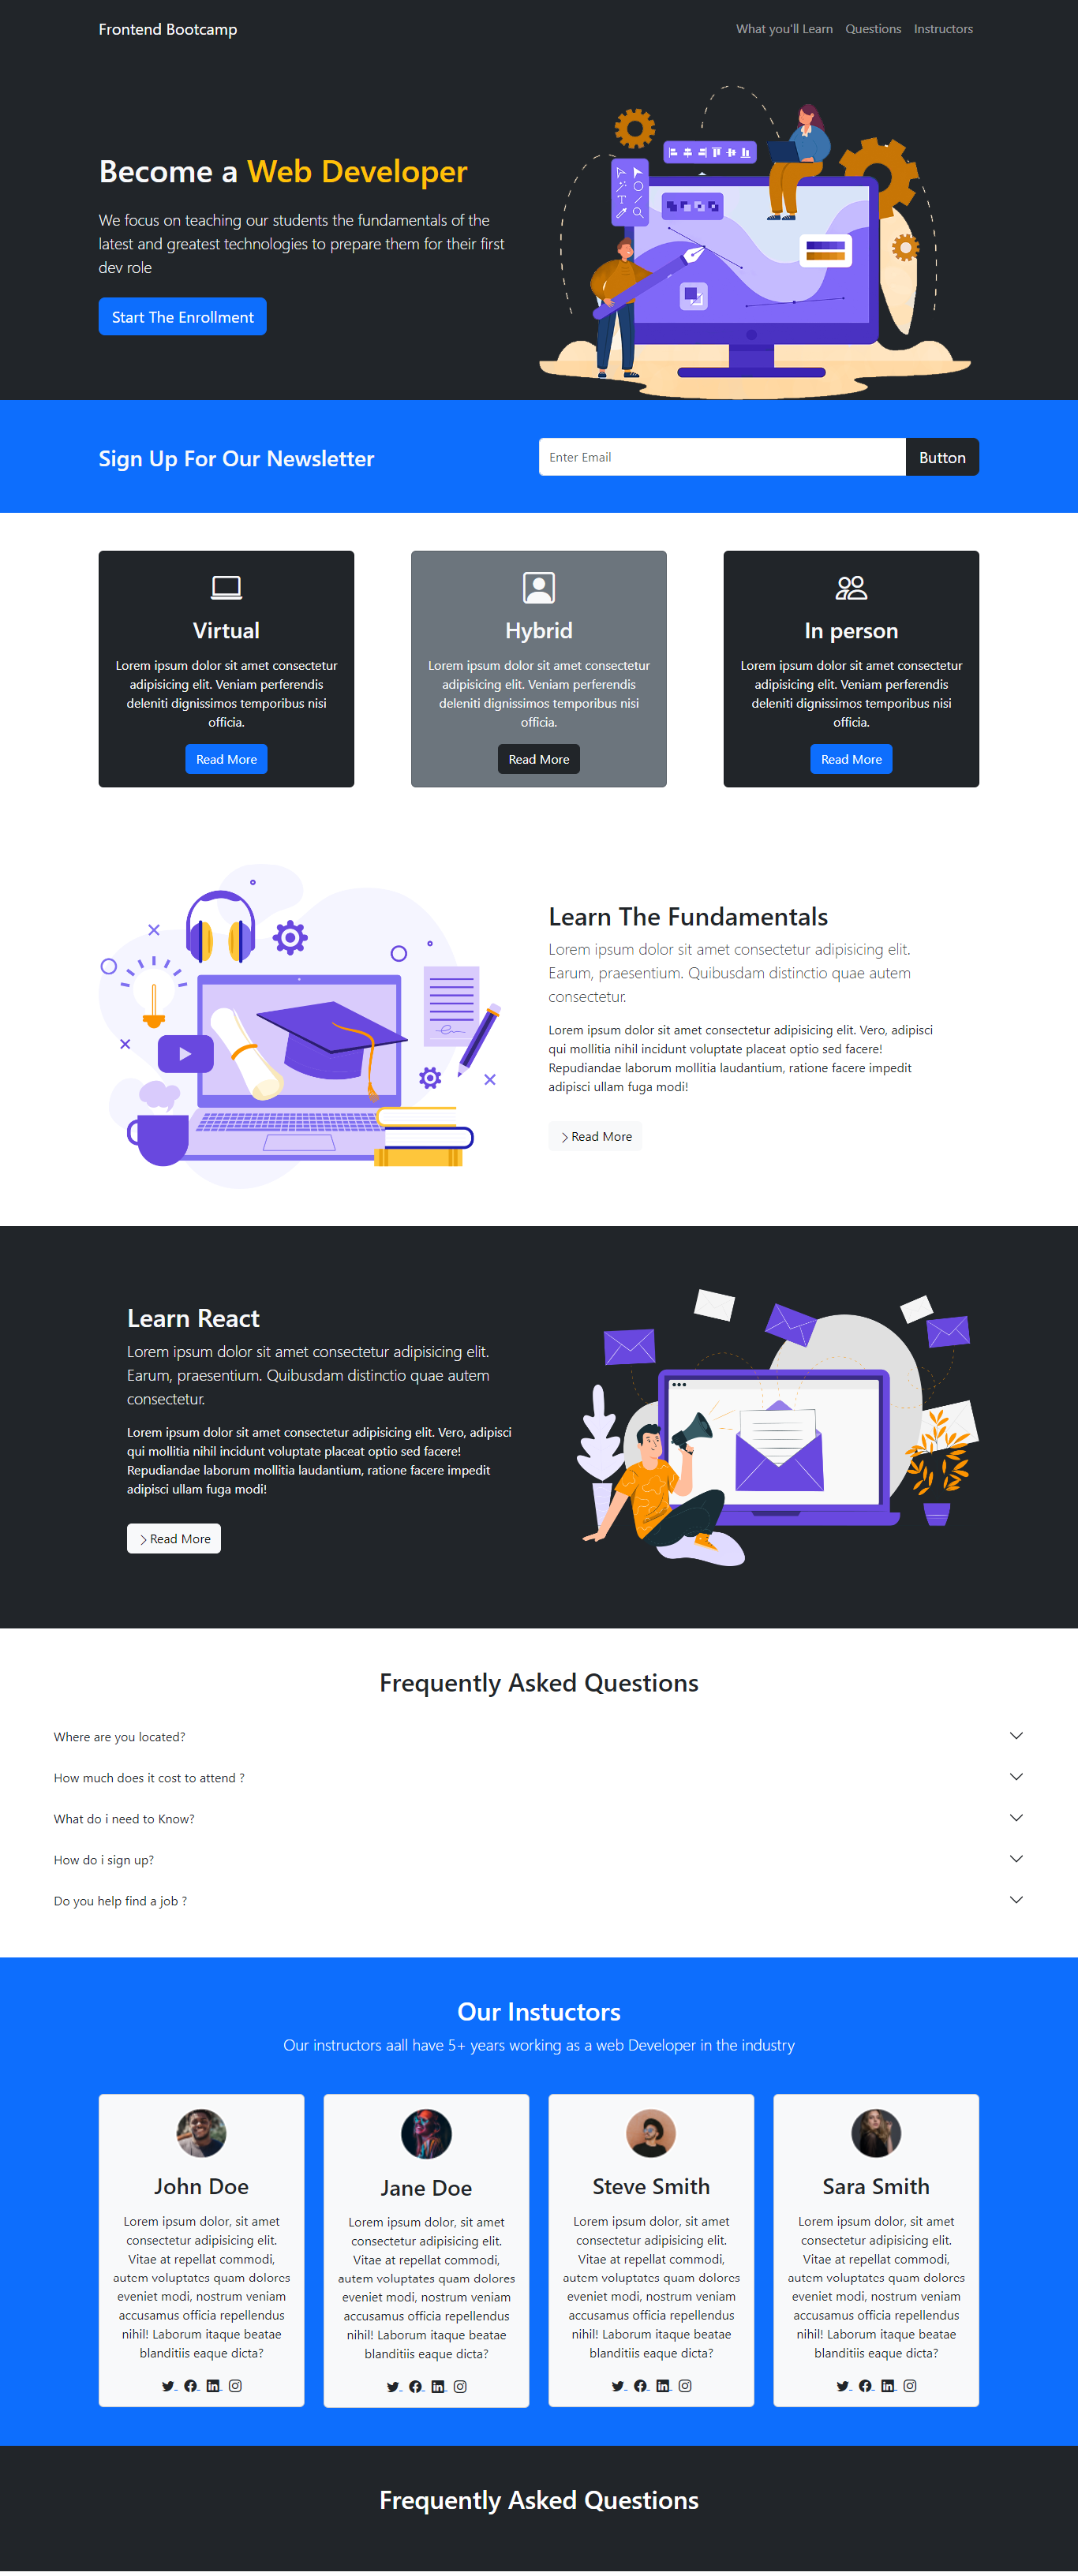 Frontend Bootcamp
What you'll Learn
Questions
Instructors
Become a Web Developer
We focus on teaching our students the fundamentals of the
latest and greatest technologies to prepare them for their first
dev role
Start The Enrollment
T
Sign Up For Our Newsletter
Enter Email
Button
Virtual
Lorem ipsum dolor sit amet consectetur
adipisicing elit. Veniam perferendis
deleniti dignissimos temporibus nisi
officia.
Read More
Hybrid
Lorem ipsum dolor sit amet consectetur
adipisicing elit. Veniam perferendis
deleniti dignissimos temporibus nisi
officia.
Read More
In person
Lorem ipsum dolor sit amet consectetur
adipisicing elit. Veniam perferendis
deleniti dignissimos temporibus nisi
officia.
Read More
Learn The Fundamentals
Lorem ipsum dolor sit amet consectetur adipisicing elit.
Earum, praesentium. Quibusdam distinctio quae autem
consectetur.
Lorem ipsum dolor sit amet consectetur adipisicing elit. Vero, adipisci
qui mollitia nihil incidunt voluptate placeat optio sed facere!
Repudiandae laborum mollitia laudantium, ratione facere impedit
adipisci ullam fuga modi!
Read More
Learn React
Lorem ipsum dolor sit amet consectetur adipisicing elit.
Earum, praesentium. Quibusdam distinctio quae autem
consectetur.
Lorem ipsum dolor sit amet consectetur adipisicing elit. Vero, adipisci
qui mollitia nihil incidunt voluptate placeat optio sed facere!
Repudiandae laborum mollitia laudantium, ratione facere impedit
adipisci ullam fuga modi!
Read More
Frequently Asked Questions
Where are you located?
How much does it cost to attend ?
What do i need to Know?
How do i sign up?
Do you help find a job ?
Our Instuctors
Our instructors aall have 5+ years working as a web Developer in the industry
John Doe
Lorem ipsum dolor, sit amet
consectetur adipisicing elit.
Vitae at repellat commodi,
autem voluptates quam dolores
eveniet modi, nostrum veniam
accusamus officia repellendus
nihil! Laborum itaque beatae
blanditiis eaque dicta?
Jane Doe
Lorem ipsum dolor, sit amet
consectetur adipisicing elit.
Vitae at repellat commodi,
autem voluptates quam dolores
eveniet modi, nostrum veniam
accusamus officia repellendus
nihil! Laborum itaque beatae
blanditiis eaque dicta?
Steve Smith
Lorem ipsum dolor, sit amet
consectetur adipisicing elit.
Vitae at repellat commodi,
autem voluptates quam dolores
eveniet modi, nostrum veniam
accusamus officia repellendus
nihil! Laborum itaque beatae
blanditiis eaque dicta?
Sara Smith
Lorem ipsum dolor, sit amet
consectetur adipisicing elit.
Vitae at repellat commodi,
autem voluptates quam dolores
eveniet modi, nostrum veniam
accusamus officia repellendus
nihil! Laborum itaque beatae
blanditiis eaque dicta?
Frequently Asked Questions